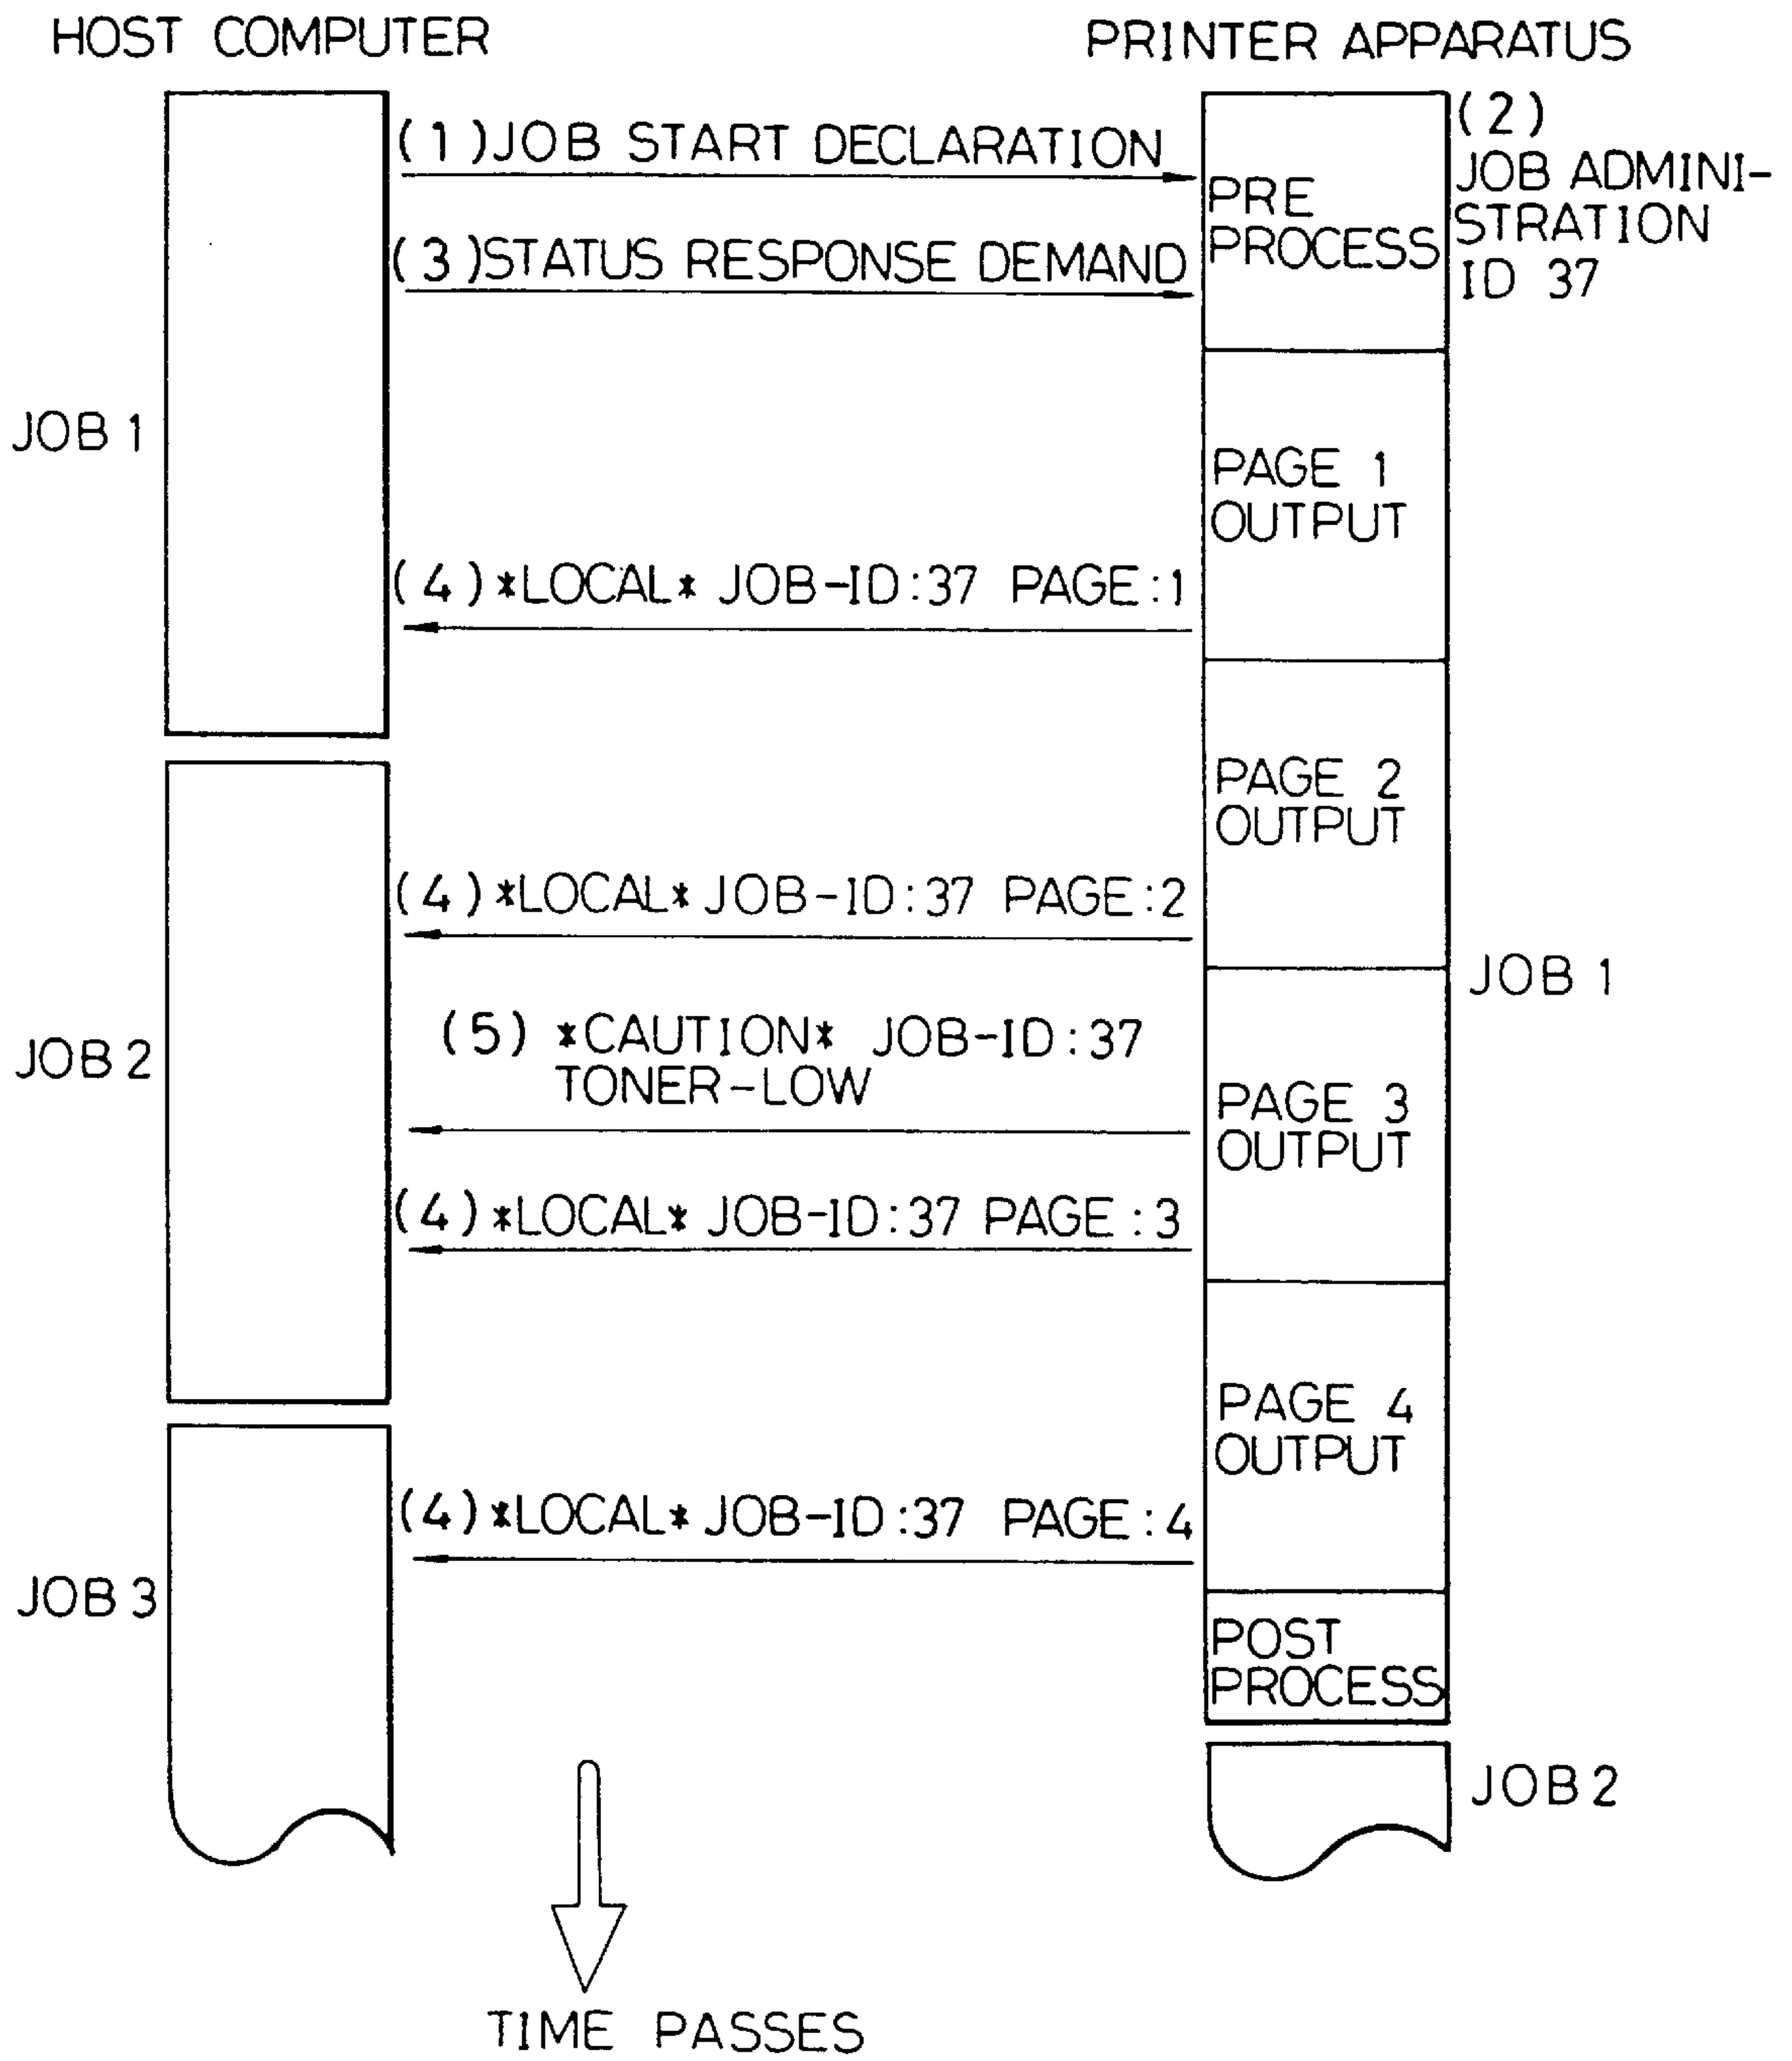 HOST COMPUTER
PRINTER APPARATUS
(1)JOB START DECLARATION
(2)
JOB ADMINI-
STRATION
ID 37
PRE
PROCESS
(3)STATUS RESPONSE DEMAND
JOB 1
PAGE 1
OUTPUT
(4)*LOCAL* JOB-ID:37 PAGE:1
PAGE 2
OUTPUT
(4)*LOCAL* JOB-ID:37 PAGE:2
JOB 1
JOB 2
(5) *CAUTION* JOB-ID:37
TONER-LOW
PAGE 3
OUTPUT
(4)*LOCAL* JOB-ID:37 PAGE:3
PAGE 4
OUTPUT
(4)*LOCAL* JOB-ID:37 PAGE:4
JOB 3
POST
PROCESS
JOB 2
TIME PASSES